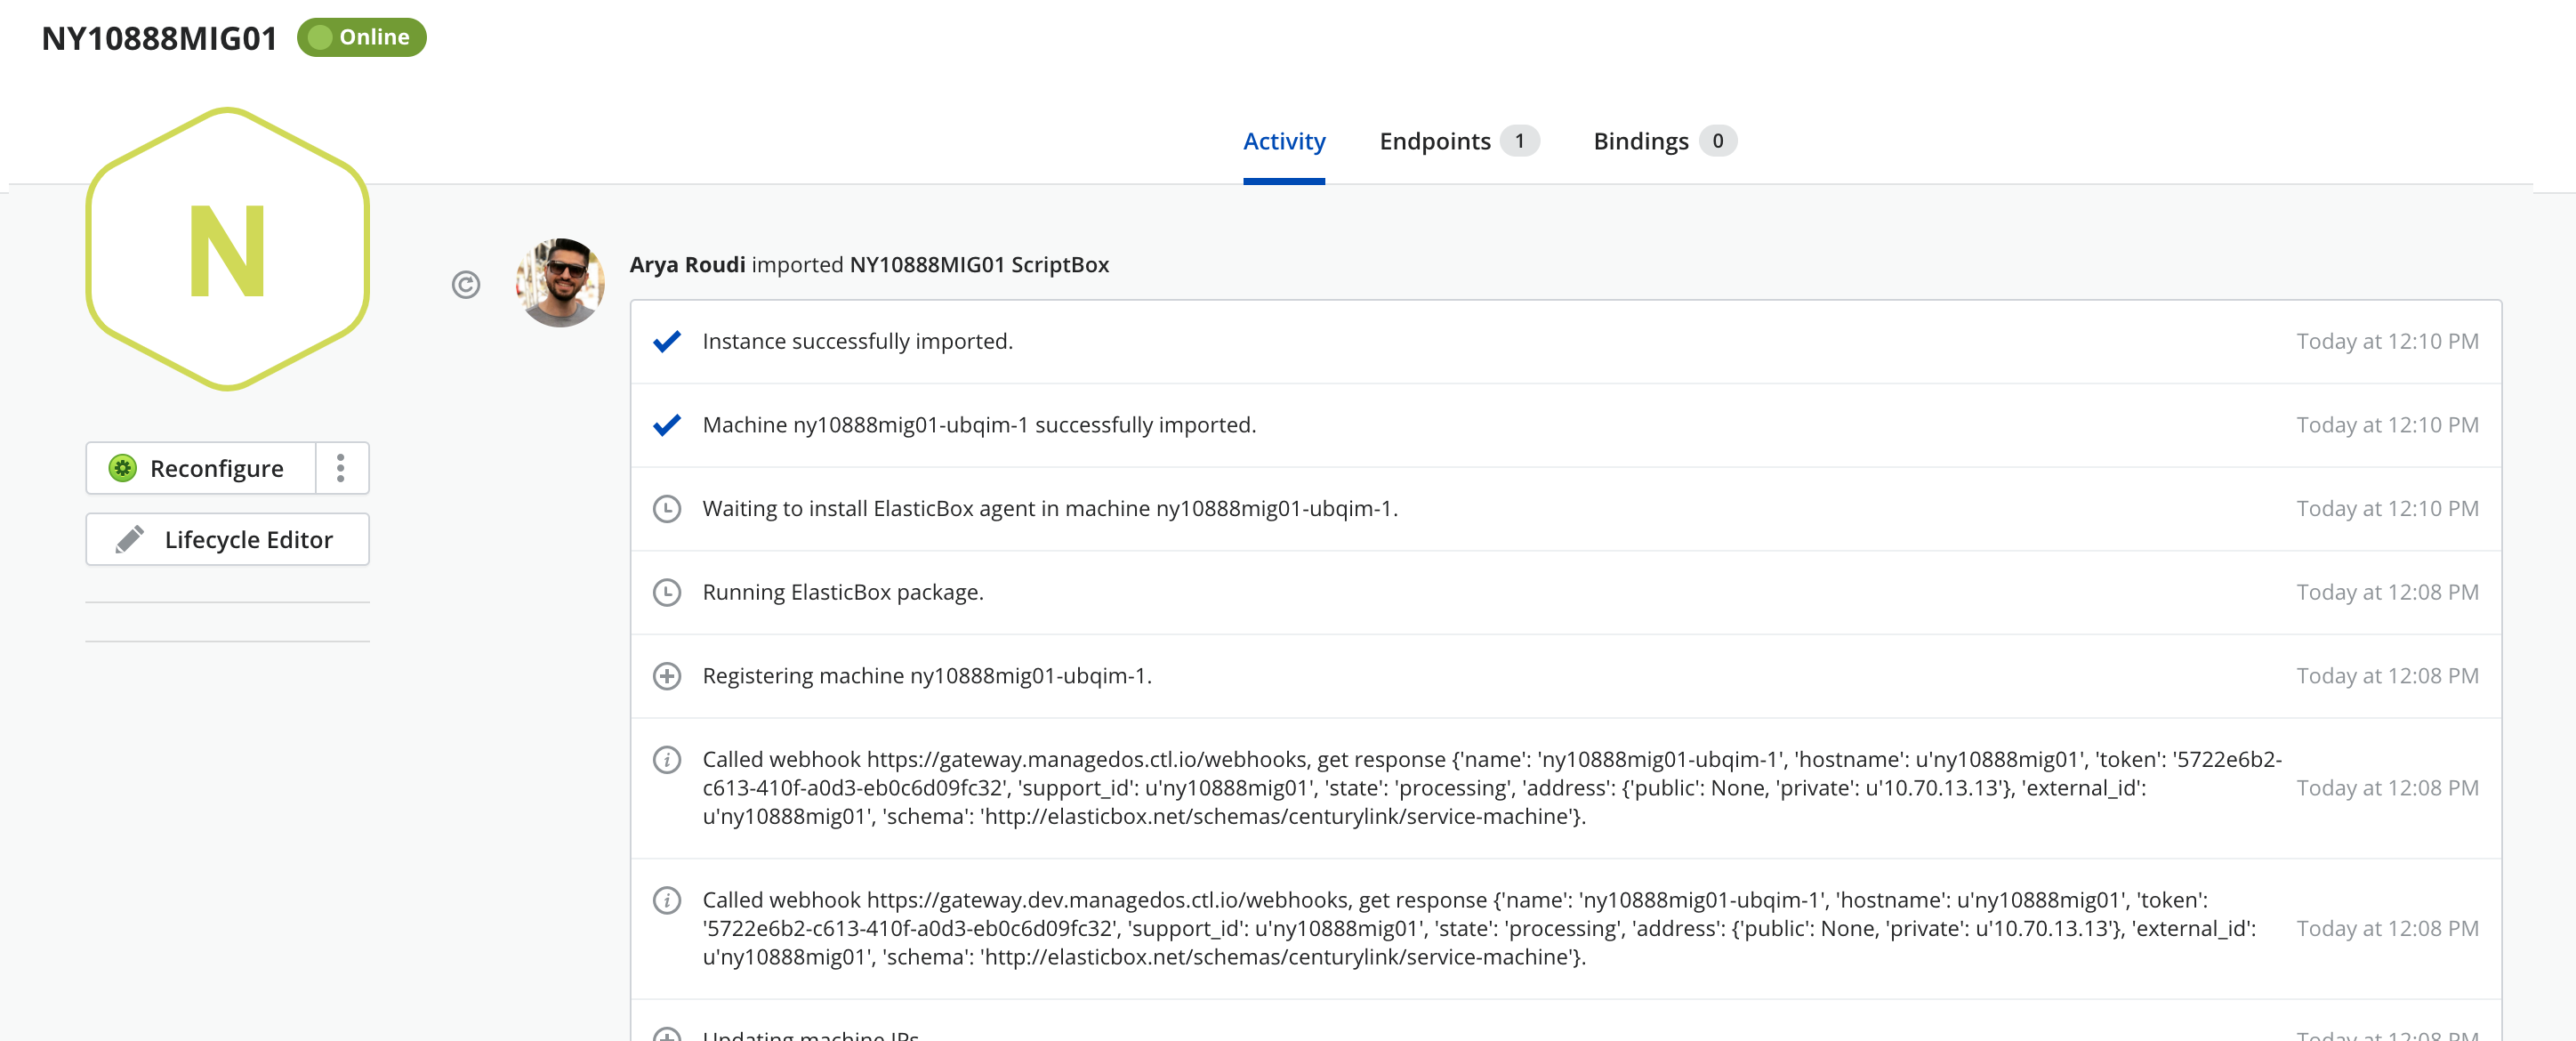 NY10888MIG01
Online
Activity
Endpoints 1
Bindings 0
N
Reconfigure
Lifecycle Editor
Arya Roudi imported NY10888MIG01 ScriptBox
Instance successfully imported. Today at 12:10 PM
Machine ny10888mig01-ubqim-1 successfully imported. Today at 12:10 PM
Waiting to install ElasticBox agent in machine ny10888mig01-ubqim-1. Today at 12:10 PM
Running ElasticBox package. Today at 12:08 PM
Registering machine ny10888mig01-ubqim-1. Today at 12:08 PM
Called webhook https://gateway.managedos.ctl.io/webhooks, get response {'name': 'ny10888mig01-ubqim-1', 'hostname': u'ny10888mig01', 'token': '5722e6b2-
c613-410f-a0d3-eb0c6d09fc32', 'support_id': u'ny10888mig01', 'state': 'processing', 'address': {'public': None, 'private': u'10.70.13.13'}, 'external_id': Today at 12:08 PM
u'ny10888mig01', 'schema': 'http://elasticbox.net/schemas/centurylink/service-machine'}.
Called webhook https://gateway.dev.managedos.ctl.io/webhooks, get response {'name': 'ny10888mig01-ubqim-1', 'hostname': u'ny10888mig01', 'token':
'5722e6b2-c613-410f-a0d3-eb0c6d09fc32', 'support_id': u'ny10888mig01', 'state': 'processing', 'address': {'public': None, 'private': u'10.70.13.13'}, 'external_id': Today at 12:08 PM
u'ny10888mig01', 'schema': 'http://elasticbox.net/schemas/centurylink/service-machine'}.
Updating machine IPs Today at 12:08 PM